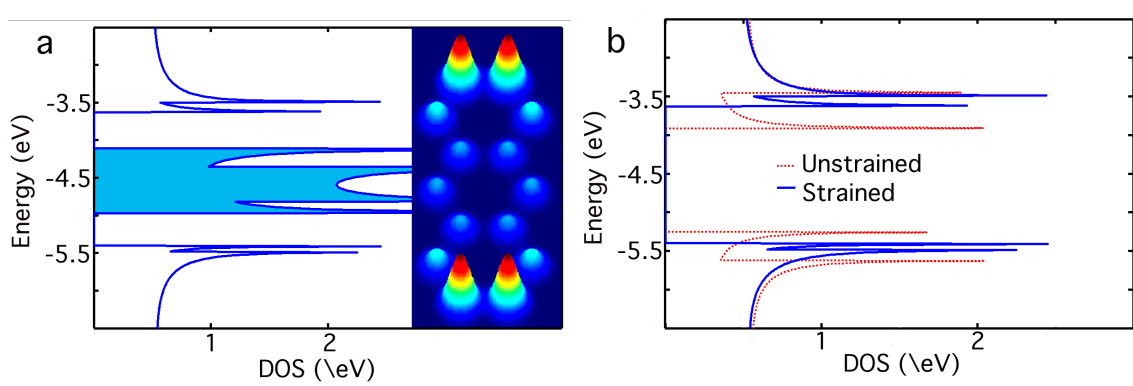 a
Energy (eV)
-3.5
-4.5
-5.5
1
2
DOS (\eV)
b
Energy (eV)
-3.5
-4.5
-5.5
Unstrained
Strained
1
2
DOS (\eV)